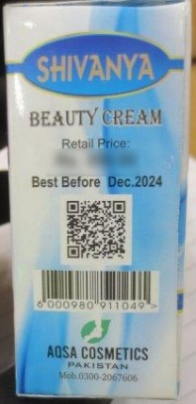 SHIVANYA
BEAUTY CREAM
Retail Price:
Best Before Dec.2024
6 000980 911049 >
AQSA COSMETICS
PAKISTAN
Mob.0300-2067606